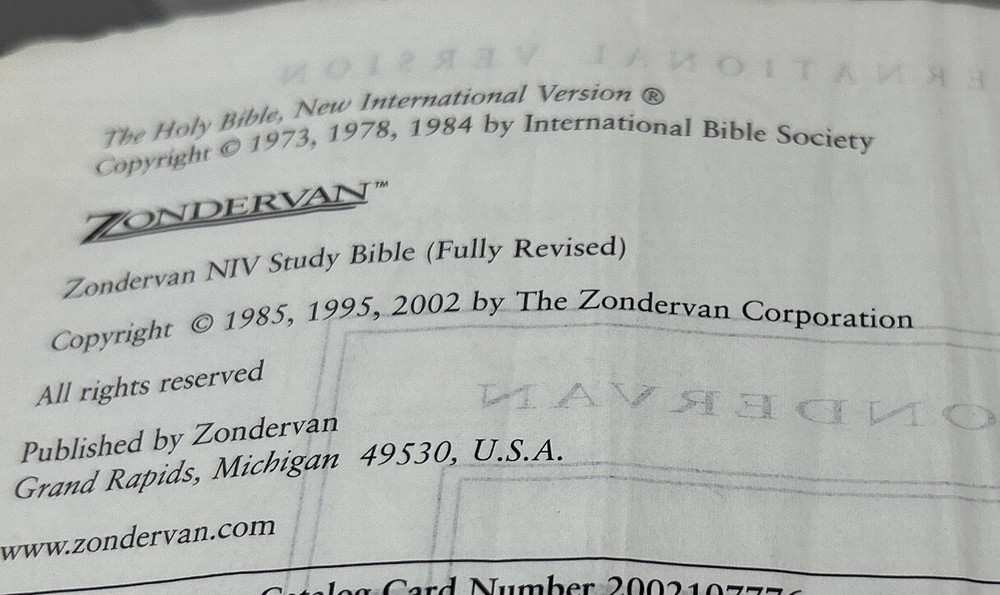 The Holy Bible, New International Version ®
Copyright © 1973, 1978, 1984 by International Bible Society
ZONDERVAN™
Zondervan NIV Study Bible (Fully Revised)
Copyright © 1985, 1995, 2002 by The Zondervan Corporation
All rights reserved
Published by Zondervan
Grand Rapids, Michigan 49530, U.S.A.
www.zondervan.com
Card Number